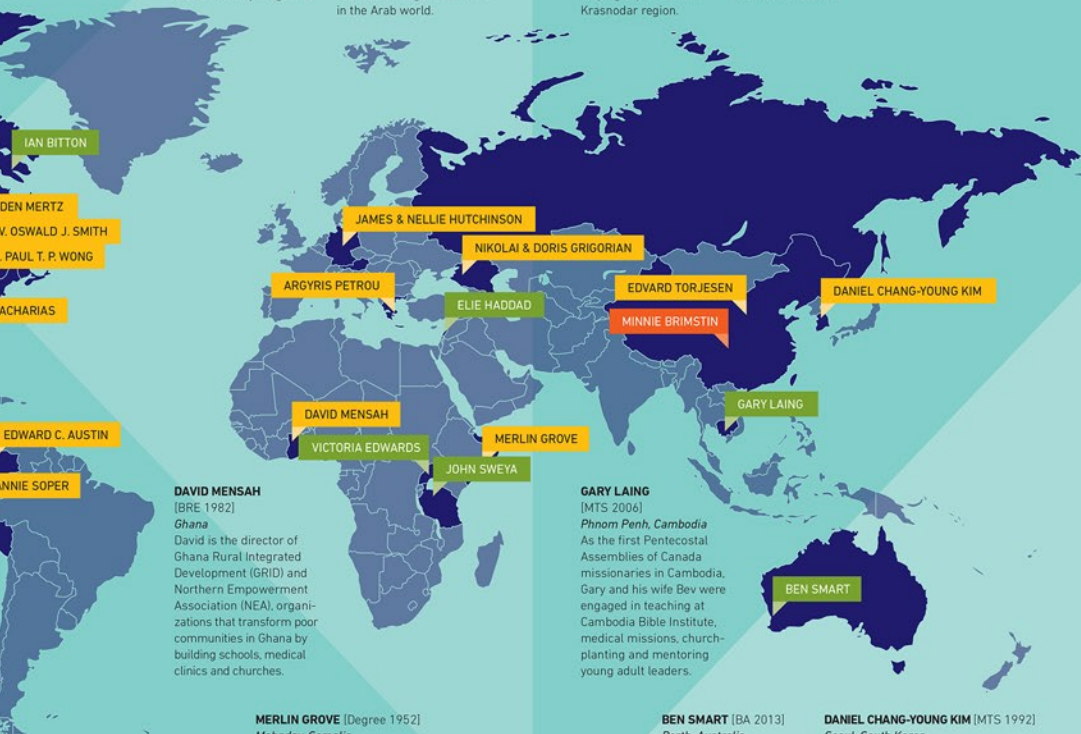 in the Arab world.
Krasnodar region.
IAN BITTON
DEN MERTZ
. OSWALD J. SMITH
. PAUL T. P. WONG
ACHARIAS
JAMES & NELLIE HUTCHINSON
NIKOLAI & DORIS GRIGORIAN
ARGYRIS PETROU
ELIE HADDAD
EDVARD TORJESEN
MINNIE BRIMSTIN
DANIEL CHANG-YOUNG KIM
GARY LAING
DAVID MENSAH
VICTORIA EDWARDS
MERLIN GROVE
JOHN SWEYA
EDWARD C. AUSTIN
ANNIE SOPER
BEN SMART
DAVID MENSAH
[BRE 1982]
Ghana
David is the director of
Ghana Rural Integrated
Development (GRID) and
Northern Empowerment
Association (NEA), organi-
zations that transform poor
communities in Ghana by
building schools, medical
clinics and churches.
GARY LAING
[MTS 2006]
Phnom Penh, Cambodia
As the first Pentecostal
Assemblies of Canada
missionaries in Cambodia,
Gary and his wife Bev were
engaged in teaching at
Cambodia Bible Institute,
medical missions, church-
planting and mentoring
young adult leaders.
MERLIN GROVE [Degree 1952]
BEN SMART [BA 2013]
DANIEL CHANG-YOUNG KIM [MTS 1992]